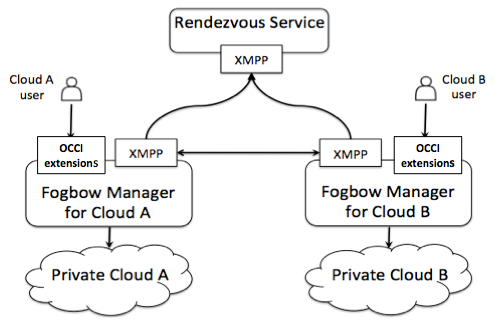 Rendezvous Service
XMPP
Cloud A
user
Cloud B
user
OCCI
extensions
XMPP
XMPP
OCCI
extensions
Fogbow Manager
for Cloud A
Fogbow Manager
for Cloud B
Private Cloud A
Private Cloud B